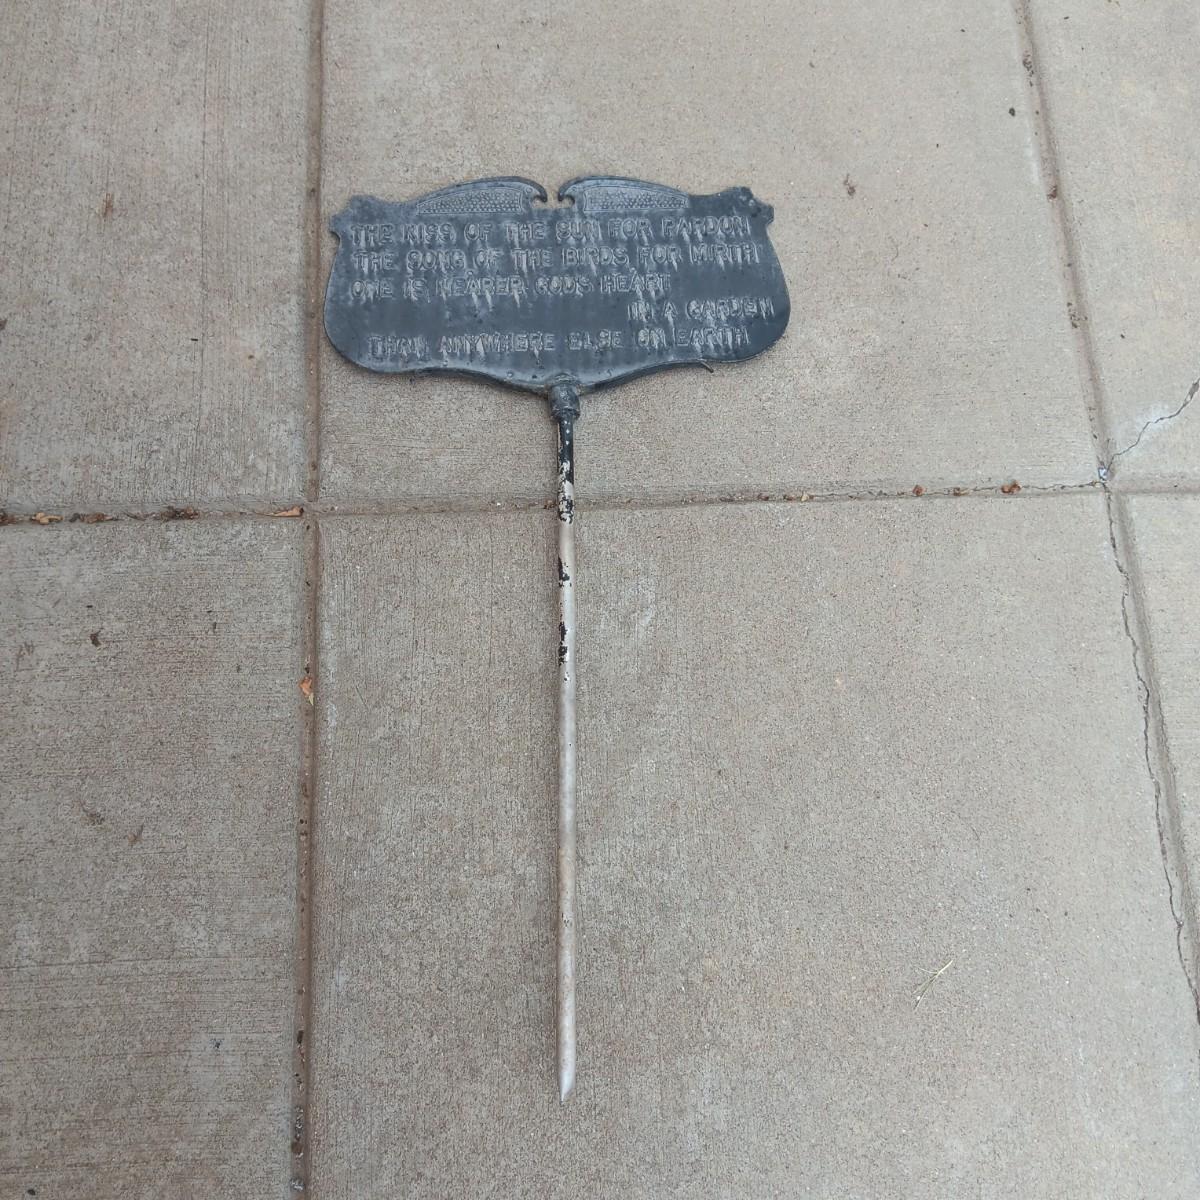 THE KISS OF THE SUN FOR PARDON
THE SONG OF THE BIRDS FOR MIRTH
ONE IS NEARER GODS HEART
IN A GARDEN
THAN ANYWHERE ELSE ON EARTH